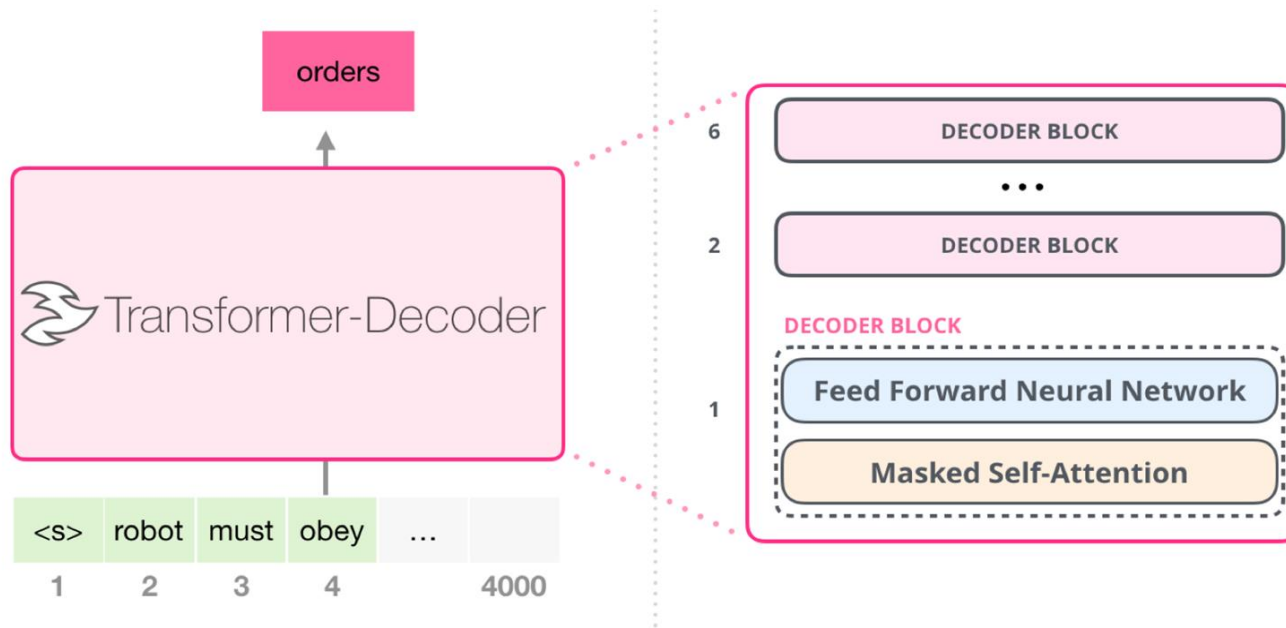 orders
Transformer-Decoder
<s> robot must obey ...
1 2 3 4 4000
6 DECODER BLOCK
...
2 DECODER BLOCK
DECODER BLOCK
Feed Forward Neural Network
1
Masked Self-Attention